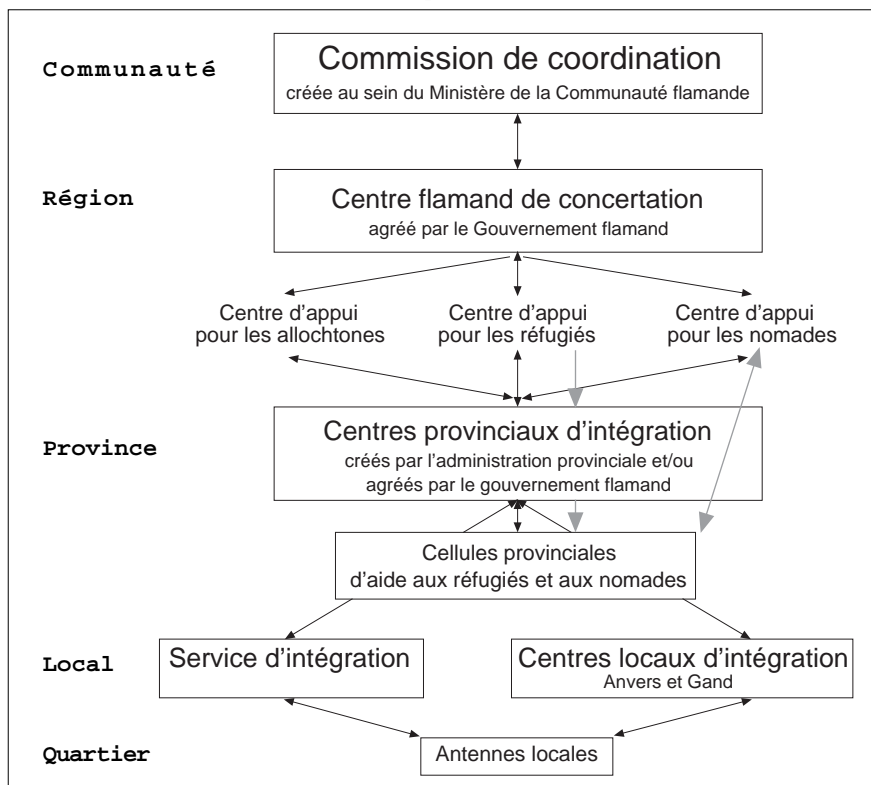 Communauté
Commission de coordination
créée au sein du Ministère de la Communauté flamande
Région
Centre flamand de concertation
agréé par le Gouvernement flamand
Centre d’appui
pour les allochtones
Centre d’appui
pour les réfugiés
Centre d’appui
pour les nomades
Province
Centres provinciaux d’intégration
créés par l’administration provinciale et/ou
agréés par le gouvernement flamand
Cellules provinciales
d’aide aux réfugiés et aux nomades
Local
Service d’intégration
Centres locaux d’intégration
Anvers et Gand
Quartier
Antennes locales